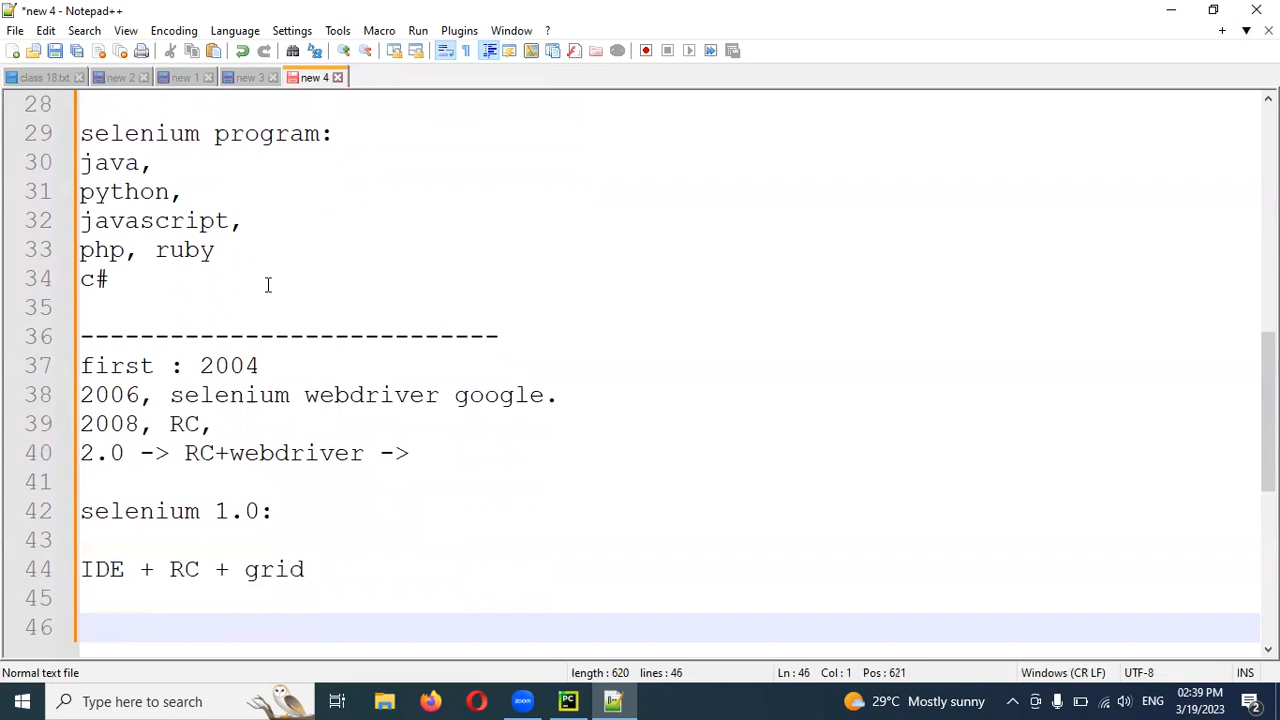 *new 4 - Notepad++
File Edit Search View Encoding Language Settings Tools Macro Run Plugins Window ?
class 18.txt new 2 new 1 new 3 new 4
28
29 selenium program:
30 java,
31 python,
32 javascript,
33 php, ruby
34 c#
35
36 ----------------------------
37 first : 2004
38 2006, selenium webdriver google.
39 2008, RC,
40 2.0 -> RC+webdriver ->
41
42 selenium 1.0:
43
44 IDE + RC + grid
45
46
Normal text file length : 620 lines : 46 Ln : 46 Col : 1 Pos : 621 Windows (CR LF) UTF-8 INS
Type here to search zoom PC 29°C Mostly sunny ENG 02:39 PM
3/19/2023 2